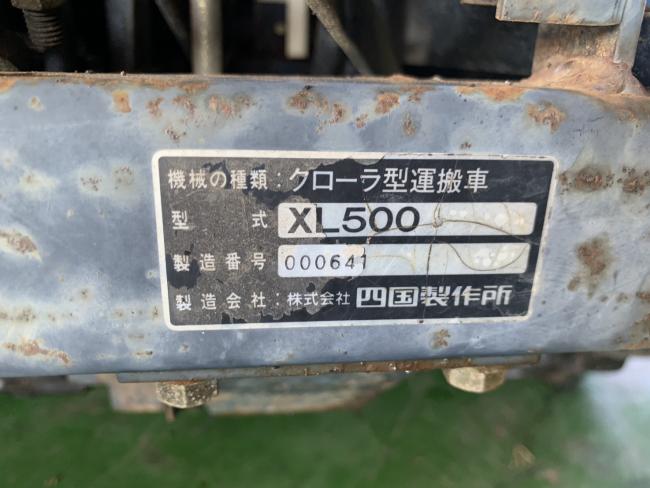 機械の種類：クローラ型運搬車
型式 XL500
製造番号 000641
製造会社：株式会社 四国製作所